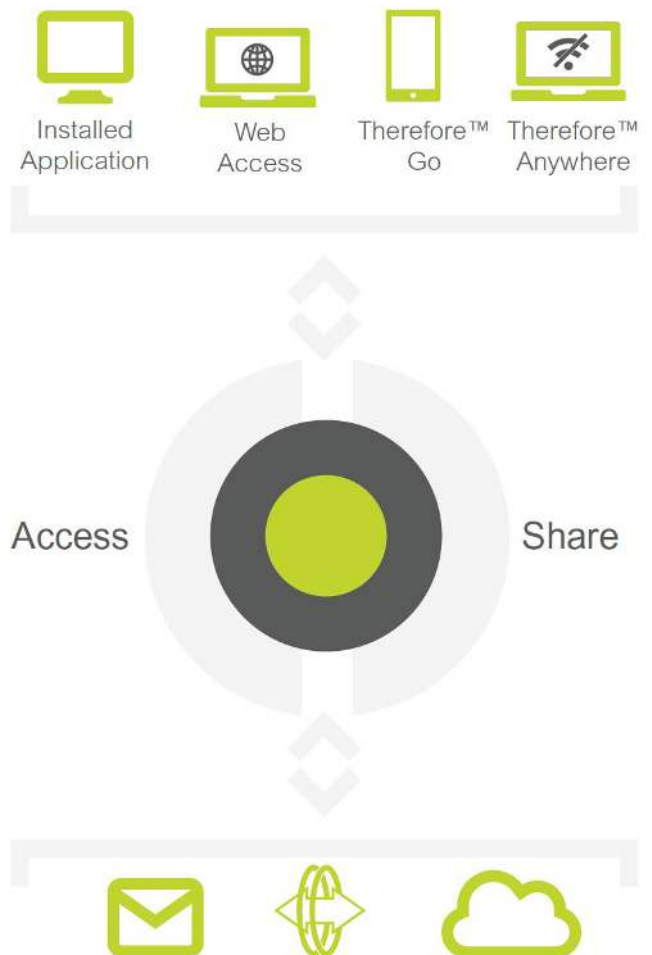 Installed
Application
Web
Access
Therefore™
Go
Therefore™
Anywhere
Access
Share